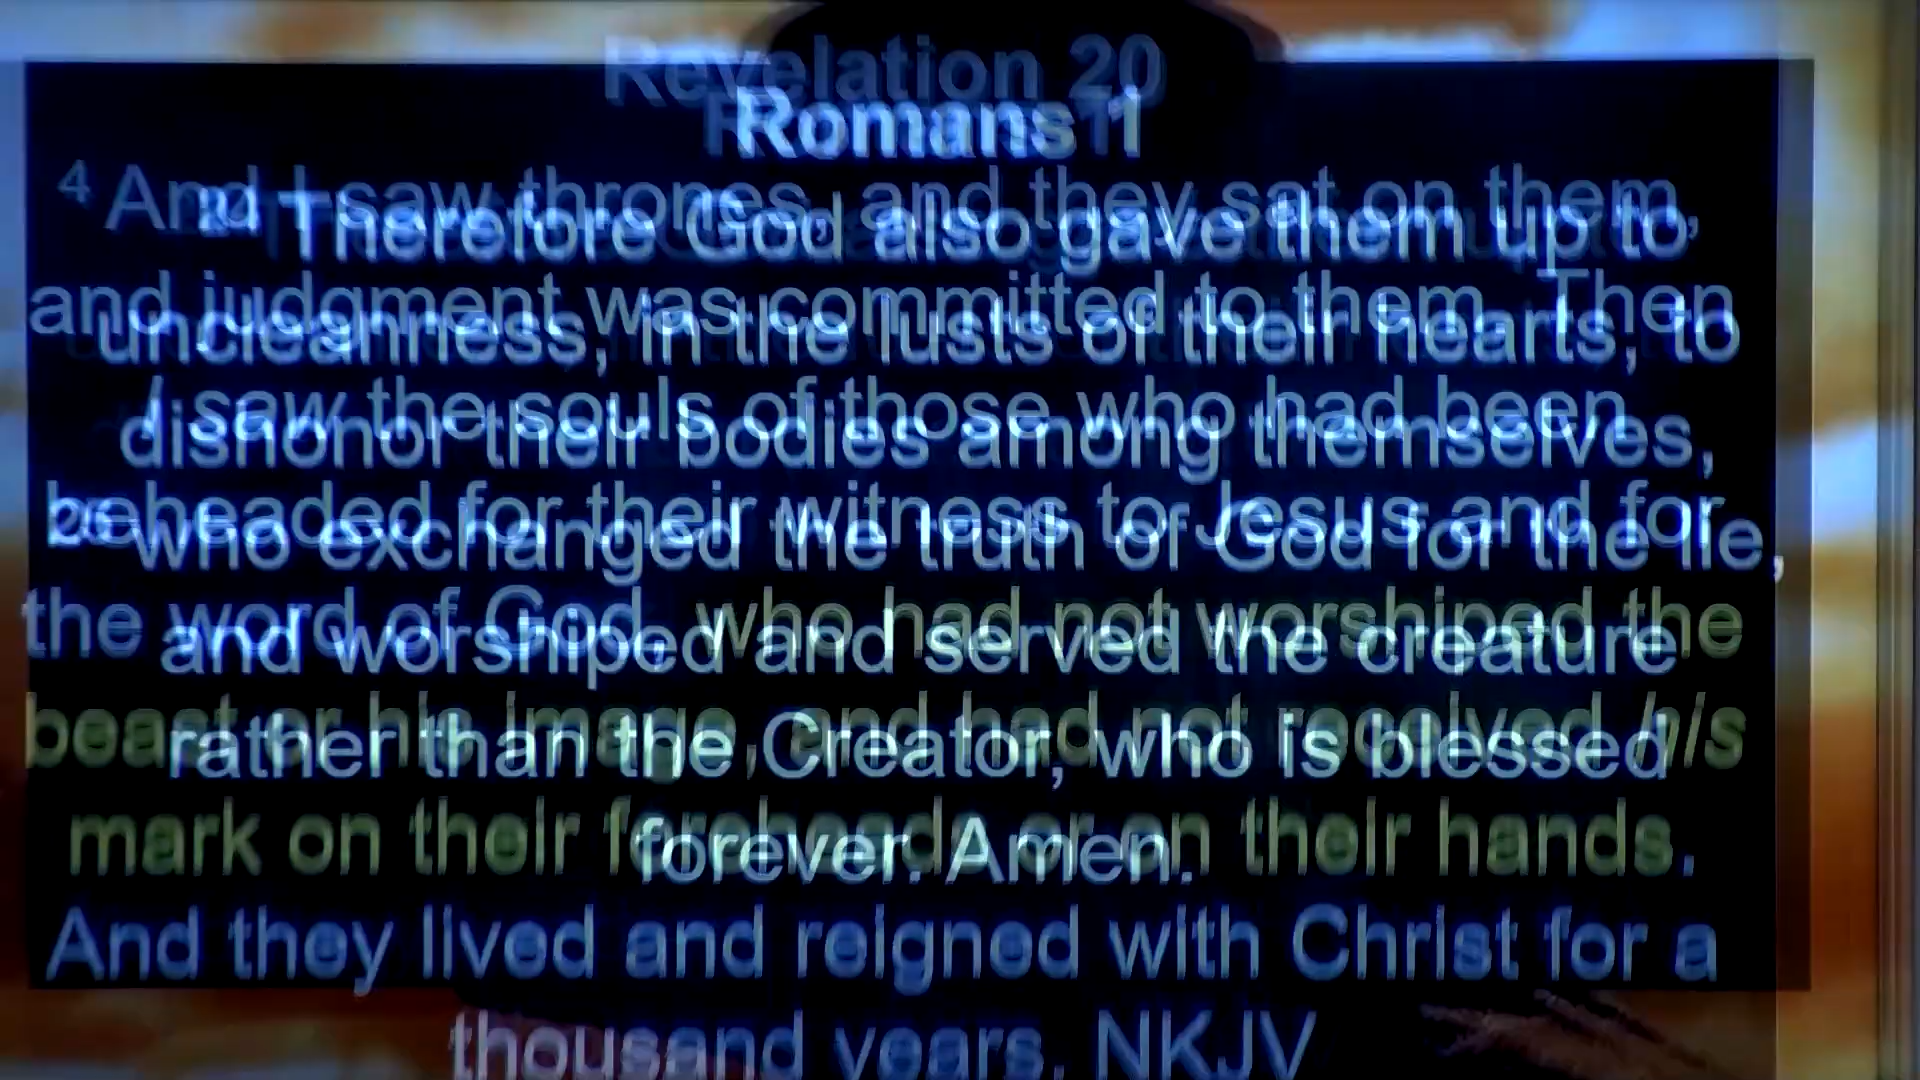 Revelation 20
4 And I saw thrones, and they sat on them,
and judgment was committed to them. Then
I saw the souls of those who had been
beheaded for their witness to Jesus and for
the word of God, who had not worshiped the
beast or his image, and had not received his
mark on their foreheads or on their hands.
And they lived and reigned with Christ for a
thousand years. NKJV
Romans 1
24 Therefore God also gave them up to
uncleanness, in the lusts of their hearts, to
dishonor their bodies among themselves,
25 who exchanged the truth of God for the lie,
and worshiped and served the creature
rather than the Creator, who is blessed
forever. Amen.